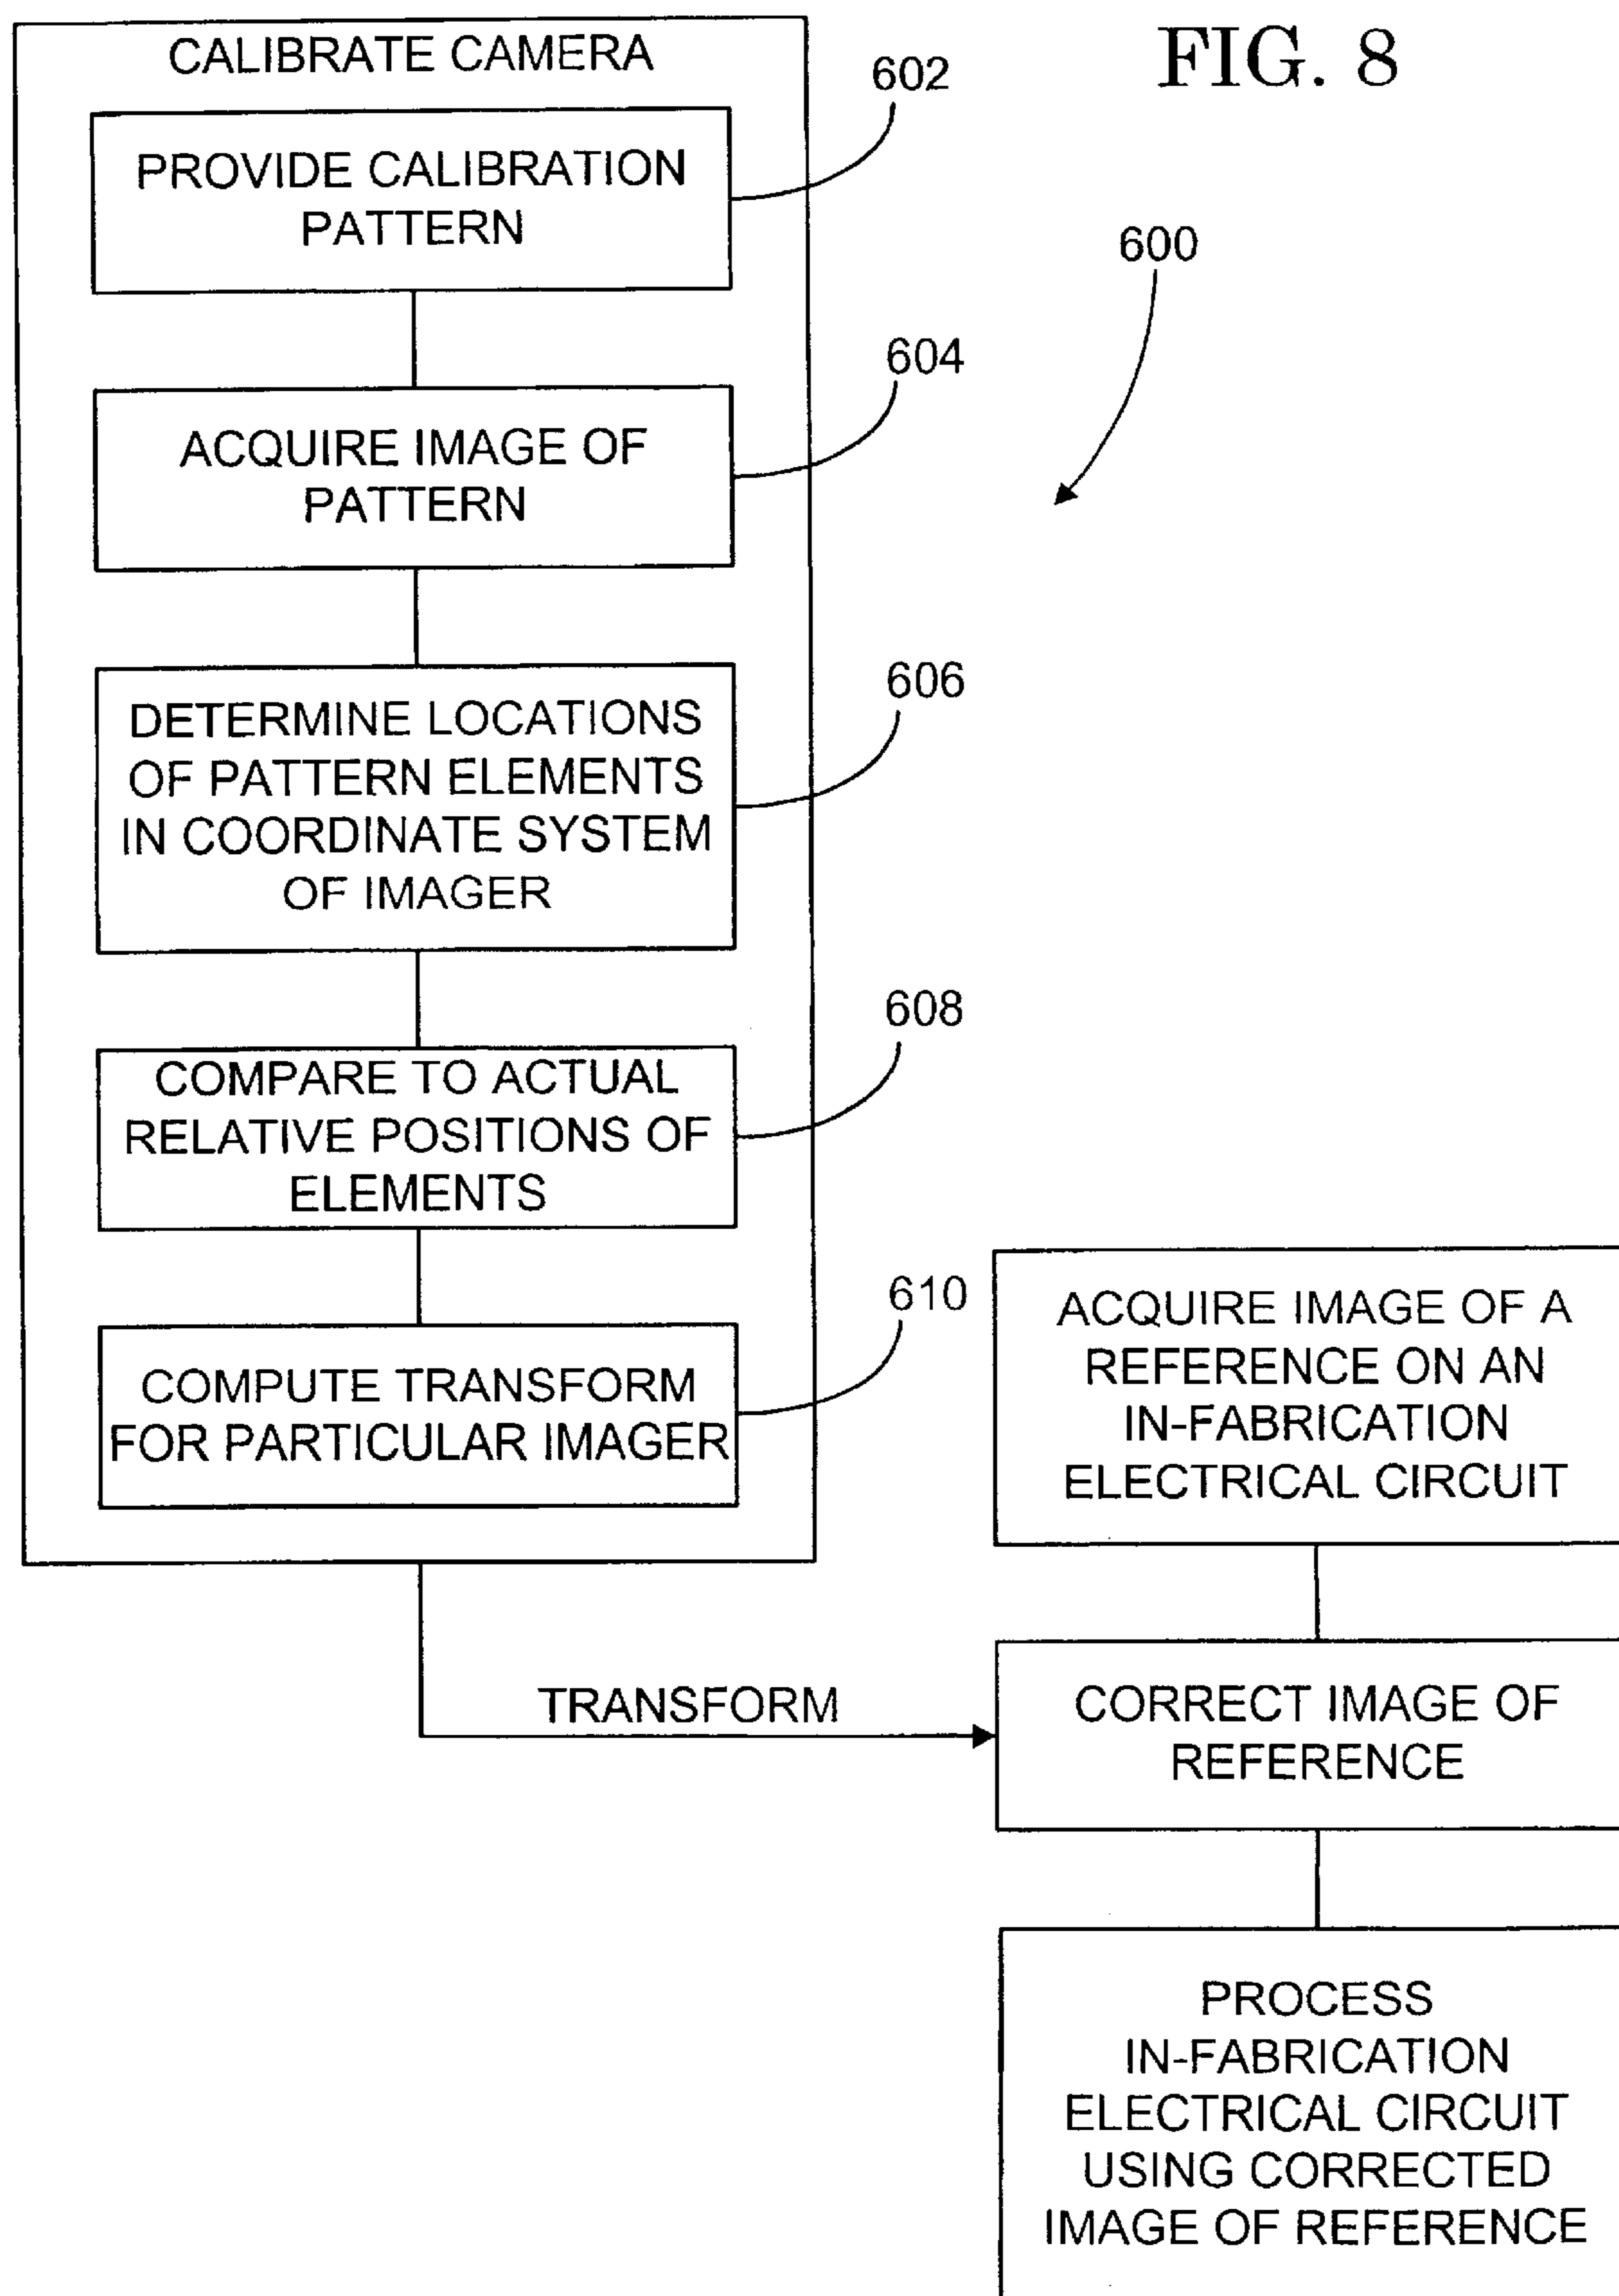 FIG. 8
CALIBRATE CAMERA
602
PROVIDE CALIBRATION
PATTERN
600
604
ACQUIRE IMAGE OF
PATTERN
606
DETERMINE LOCATIONS
OF PATTERN ELEMENTS
IN COORDINATE SYSTEM
OF IMAGER
608
COMPARE TO ACTUAL
RELATIVE POSITIONS OF
ELEMENTS
610
COMPUTE TRANSFORM
FOR PARTICULAR IMAGER
ACQUIRE IMAGE OF A
REFERENCE ON AN
IN-FABRICATION
ELECTRICAL CIRCUIT
TRANSFORM
CORRECT IMAGE OF
REFERENCE
PROCESS
IN-FABRICATION
ELECTRICAL CIRCUIT
USING CORRECTED
IMAGE OF REFERENCE